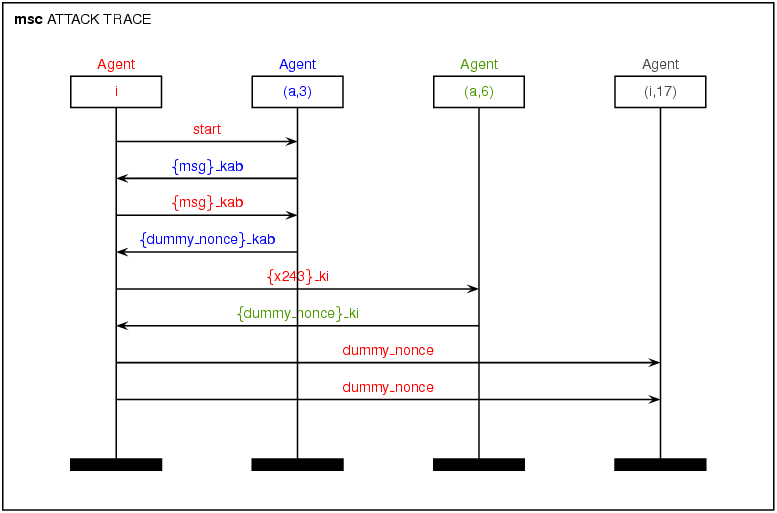 msc ATTACK TRACE
Agent Agent Agent Agent
i (a,3) (a,6) (i,17)
start
{msg}_kab
{msg}_kab
{dummy_nonce}_kab
{x243}_ki
{dummy_nonce}_ki
dummy_nonce
dummy_nonce